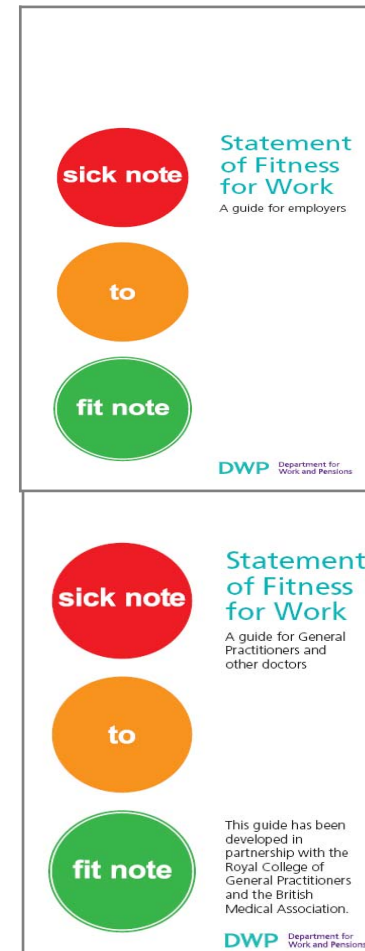 sick note
to
fit note
Statement
of Fitness
for Work
A guide for employers
DWP Department for
Work and Pensions
sick note
to
fit note
Statement
of Fitness
for Work
A guide for General
Practitioners and
other doctors
This guide has been
developed in
partnership with the
Royal College of
General Practitioners
and the British
Medical Association.
DWP Department for
Work and Pensions